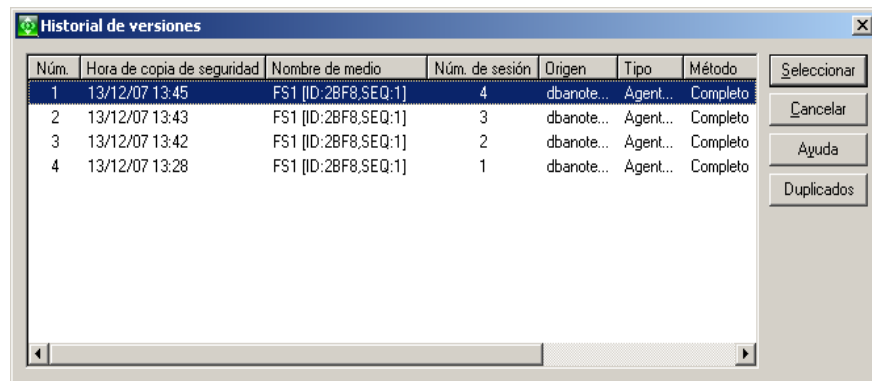 Historial de versiones
Núm. Hora de copia de seguridad Nombre de medio Núm. de sesión Origen Tipo Método
1 13/12/07 13:45 FS1 [ID:2BF8,SEQ:1] 4 dbanote... Agent... Completo
2 13/12/07 13:43 FS1 [ID:2BF8,SEQ:1] 3 dbanote... Agent... Completo
3 13/12/07 13:42 FS1 [ID:2BF8,SEQ:1] 2 dbanote... Agent... Completo
4 13/12/07 13:28 FS1 [ID:2BF8,SEQ:1] 1 dbanote... Agent... Completo
Seleccionar
Cancelar
Ayuda
Duplicados